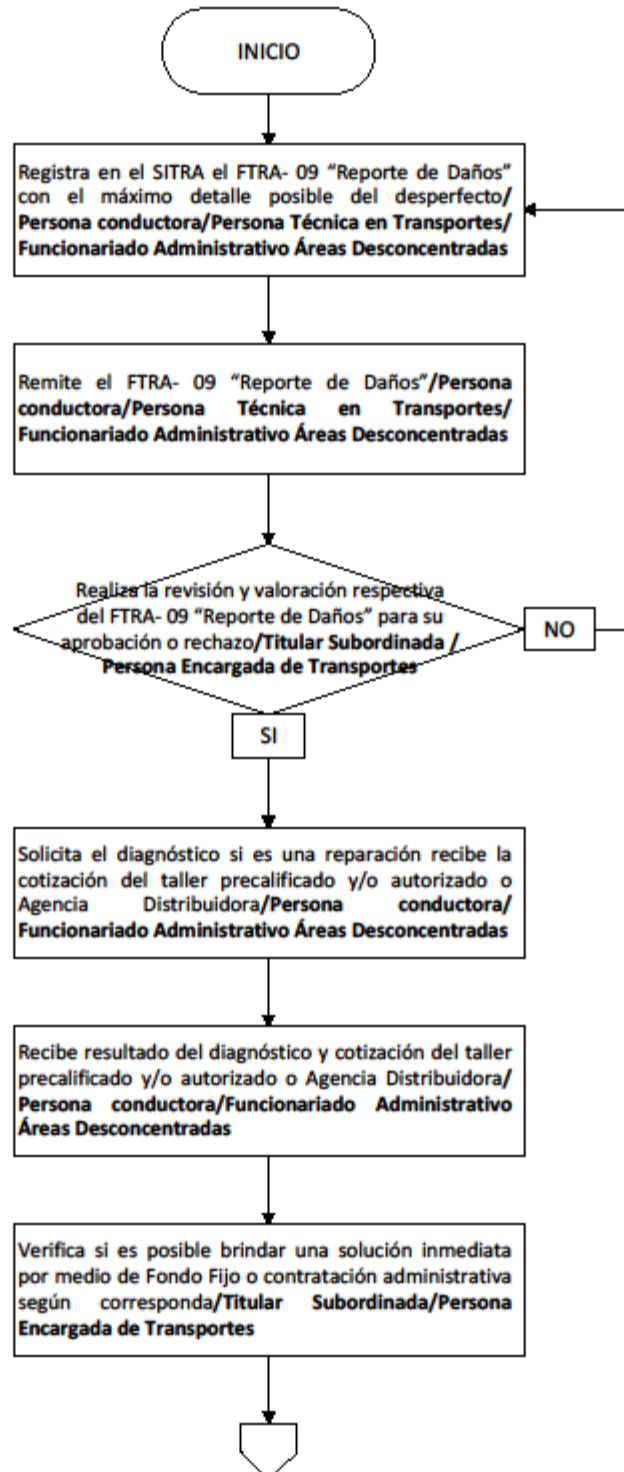 INICIO
Registra en el SITRA el FTRA- 09 “Reporte de Daños”
con el máximo detalle posible del desperfecto/
Persona conductora/Persona Técnica en Transportes/
Funcionariado Administrativo Áreas Desconcentradas
Remite el FTRA- 09 “Reporte de Daños”/Persona
conductora/Persona Técnica en Transportes/
Funcionariado Administrativo Áreas Desconcentradas
Realiza la revisión y valoración respectiva
del FTRA- 09 “Reporte de Daños” para su
aprobación o rechazo/Titular Subordinada /
Persona Encargada de Transportes
NO
SI
Solicita el diagnóstico si es una reparación recibe la
cotización del taller precalificado y/o autorizado o
Agencia Distribuidora/Persona conductora/
Funcionariado Administrativo Áreas Desconcentradas
Recibe resultado del diagnóstico y cotización del taller
precalificado y/o autorizado o Agencia Distribuidora/
Persona conductora/Funcionariado Administrativo
Áreas Desconcentradas
Verifica si es posible brindar una solución inmediata
por medio de Fondo Fijo o contratación administrativa
según corresponda/Titular Subordinada/Persona
Encargada de Transportes